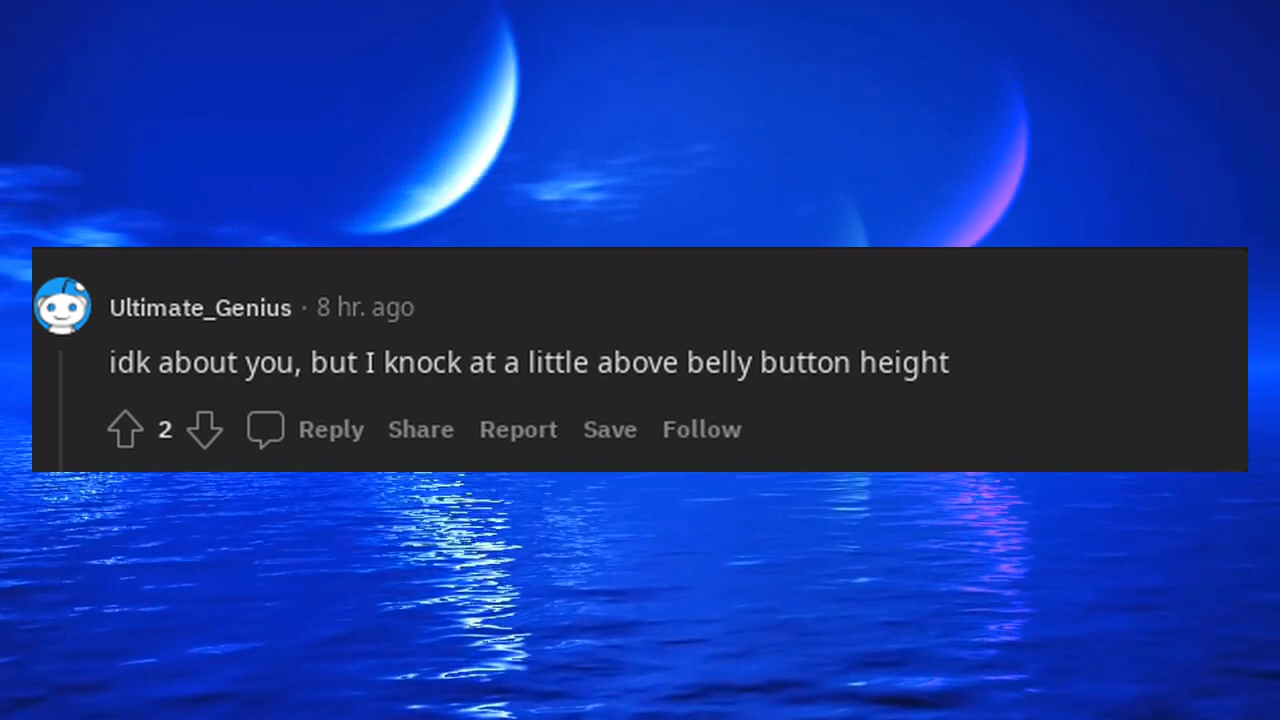 Ultimate_Genius · 8 hr. ago
idk about you, but I knock at a little above belly button height
2 Reply Share Report Save Follow